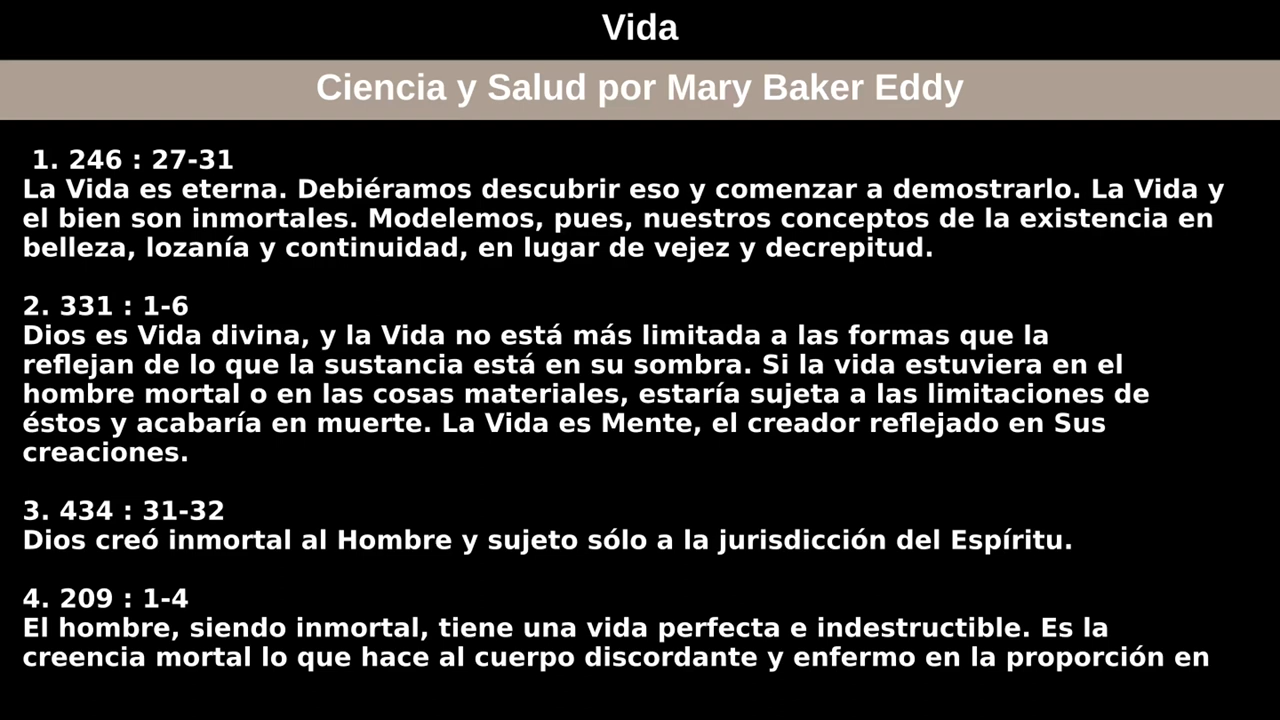 Vida
Ciencia y Salud por Mary Baker Eddy
1. 246 : 27-31
La Vida es eterna. Debiéramos descubrir eso y comenzar a demostrarlo. La Vida y
el bien son inmortales. Modelemos, pues, nuestros conceptos de la existencia en
belleza, lozanía y continuidad, en lugar de vejez y decrepitud.
2. 331 : 1-6
Dios es Vida divina, y la Vida no está más limitada a las formas que la
reflejan de lo que la sustancia está en su sombra. Si la vida estuviera en el
hombre mortal o en las cosas materiales, estaría sujeta a las limitaciones de
éstos y acabaría en muerte. La Vida es Mente, el creador reflejado en Sus
creaciones.
3. 434 : 31-32
Dios creó inmortal al Hombre y sujeto sólo a la jurisdicción del Espíritu.
4. 209 : 1-4
El hombre, siendo inmortal, tiene una vida perfecta e indestructible. Es la
creencia mortal lo que hace al cuerpo discordante y enfermo en la proporción en